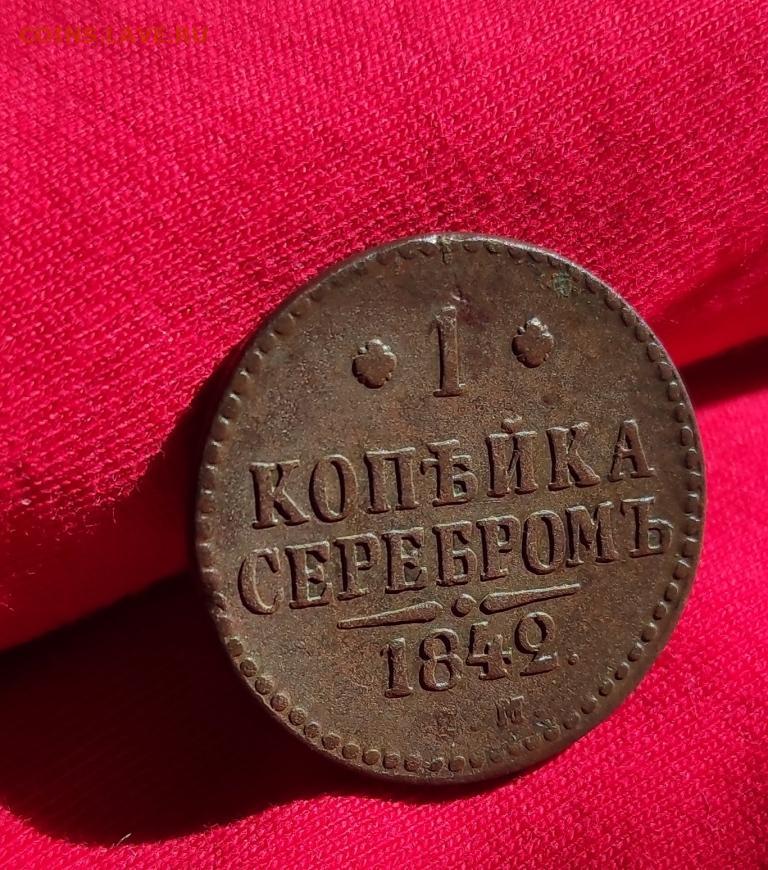 COINS.LAVE.RU
1
КОПѢЙКА
СЕРЕБРОМЪ
1842.
М.